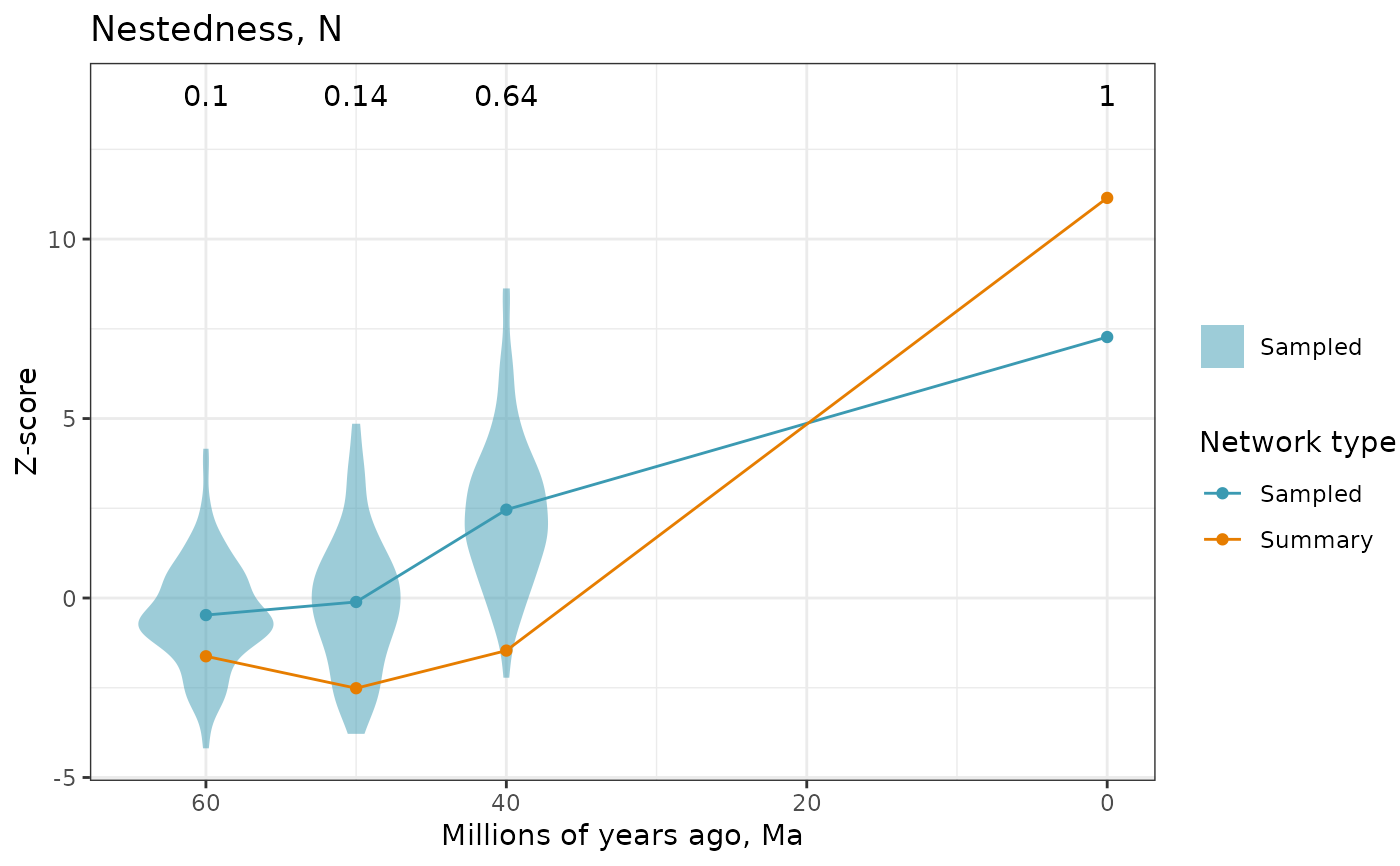 Nestedness, N
0.1 0.14 0.64 1
10
5
0
-5
Z-score
60 40 20 0
Millions of years ago, Ma
Sampled
Network type
Sampled
Summary